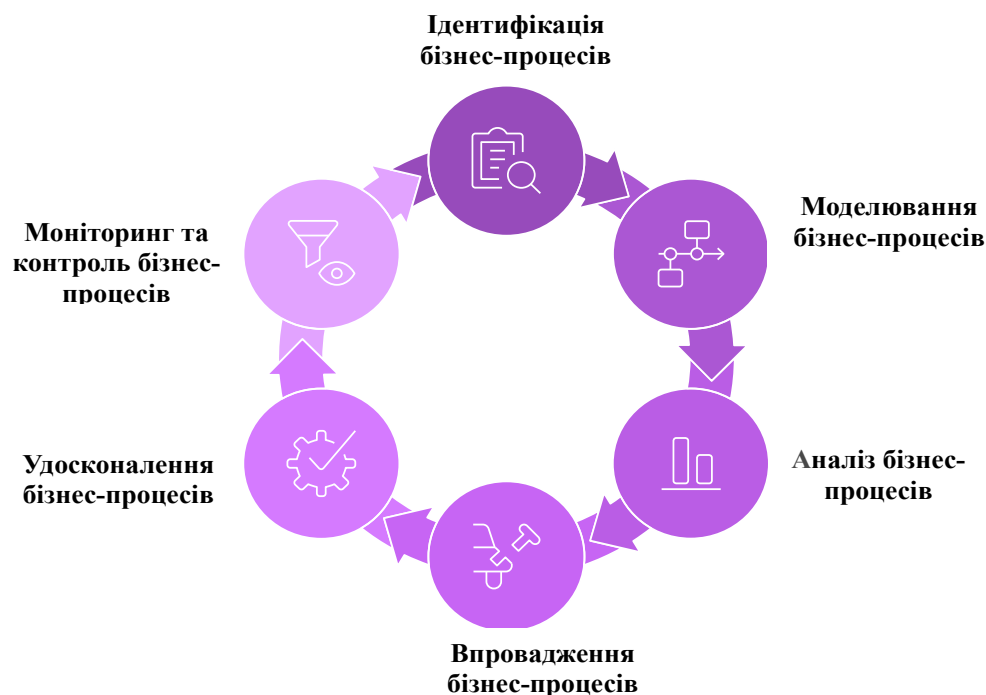 Ідентифікація
бізнес-процесів
Моделювання
бізнес-процесів
Аналіз бізнес-
процесів
Впровадження
бізнес-процесів
Удосконалення
бізнес-процесів
Моніторинг та
контроль бізнес-
процесів